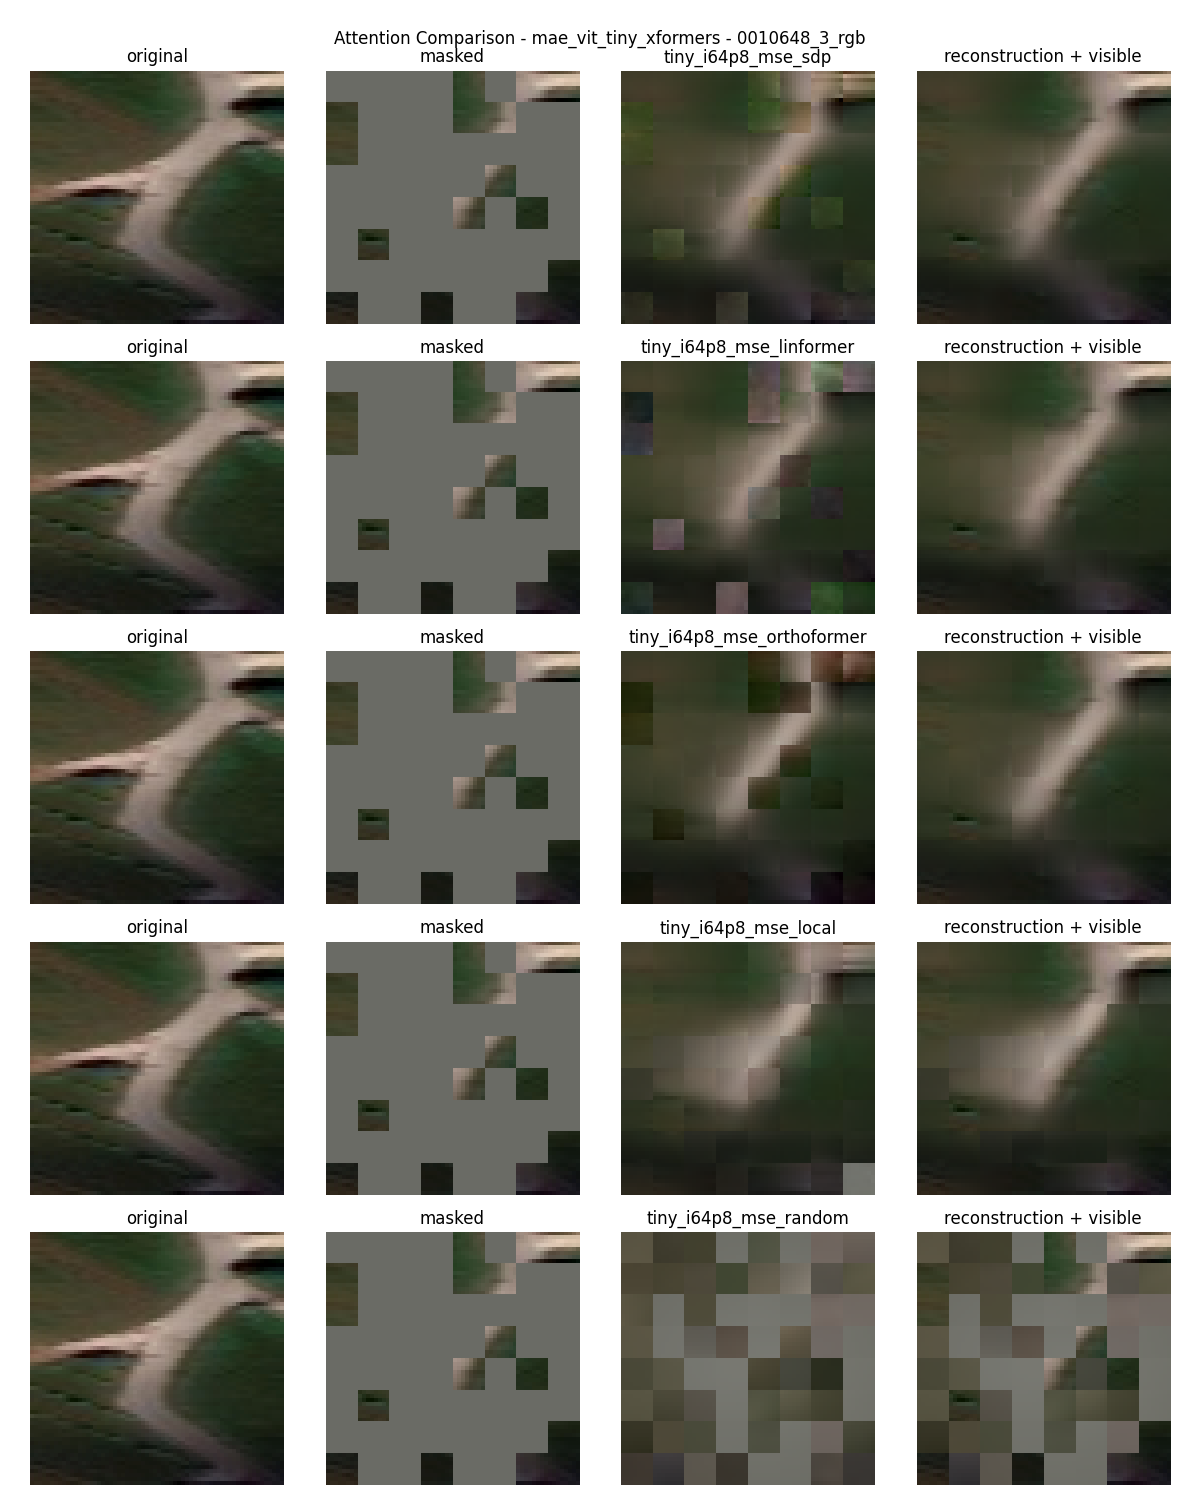 Attention Comparison - mae_vit_tiny_xformers - 0010648_3_rgb
original masked tiny_i64p8_mse_sdp reconstruction + visible
original masked tiny_i64p8_mse_linformer reconstruction + visible
original masked tiny_i64p8_mse_orthoformer reconstruction + visible
original masked tiny_i64p8_mse_local reconstruction + visible
original masked tiny_i64p8_mse_random reconstruction + visible